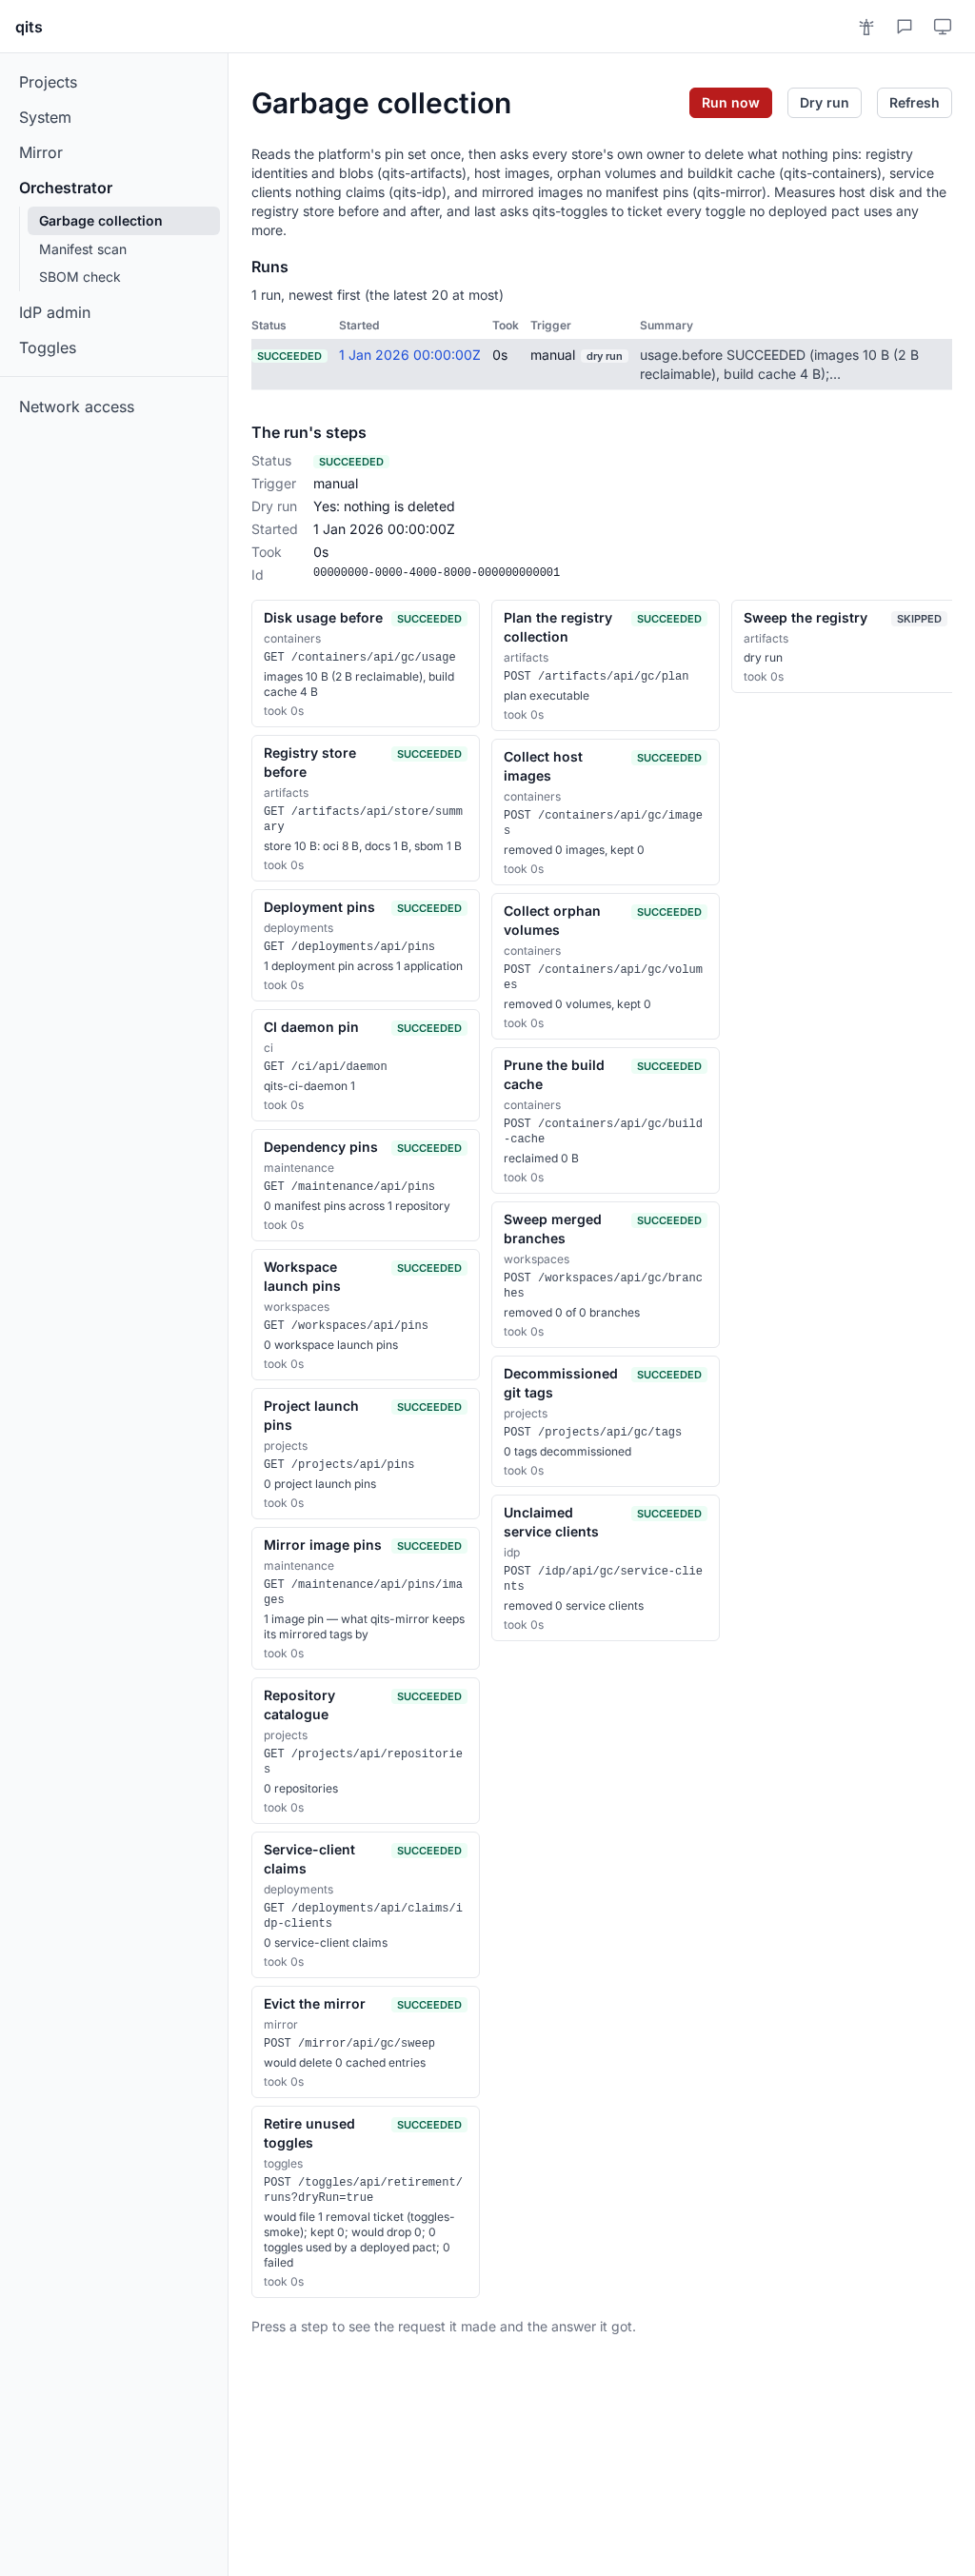 qits
Projects
System
Mirror
Orchestrator
Garbage collection
Manifest scan
SBOM check
IdP admin
Toggles
Network access
Garbage collection
Run now
Dry run
Refresh
Reads the platform's pin set once, then asks every store's own owner to delete what nothing pins: registry
identities and blobs (qits-artifacts), host images, orphan volumes and buildkit cache (qits-containers), service
clients nothing claims (qits-idp), and mirrored images no manifest pins (qits-mirror). Measures host disk and the
registry store before and after, and last asks qits-toggles to ticket every toggle no deployed pact uses any
more.
Runs
1 run, newest first (the latest 20 at most)
Status Started Took Trigger Summary
SUCCEEDED 1 Jan 2026 00:00:00Z 0s manual dry run usage.before SUCCEEDED (images 10 B (2 B
reclaimable), build cache 4 B);...
The run's steps
Status SUCCEEDED
Trigger manual
Dry run Yes: nothing is deleted
Started 1 Jan 2026 00:00:00Z
Took 0s
Id 00000000-0000-4000-8000-000000000001
Disk usage before SUCCEEDED
containers
GET /containers/api/gc/usage
images 10 B (2 B reclaimable), build
cache 4 B
took 0s
Registry store SUCCEEDED
before
artifacts
GET /artifacts/api/store/summ
ary
store 10 B: oci 8 B, docs 1 B, sbom 1 B
took 0s
Deployment pins SUCCEEDED
deployments
GET /deployments/api/pins
1 deployment pin across 1 application
took 0s
CI daemon pin SUCCEEDED
ci
GET /ci/api/daemon
qits-ci-daemon 1
took 0s
Dependency pins SUCCEEDED
maintenance
GET /maintenance/api/pins
0 manifest pins across 1 repository
took 0s
Workspace SUCCEEDED
launch pins
workspaces
GET /workspaces/api/pins
0 workspace launch pins
took 0s
Project launch SUCCEEDED
pins
projects
GET /projects/api/pins
0 project launch pins
took 0s
Mirror image pins SUCCEEDED
maintenance
GET /maintenance/api/pins/ima
ges
1 image pin — what qits-mirror keeps
its mirrored tags by
took 0s
Repository SUCCEEDED
catalogue
projects
GET /projects/api/repositorie
s
0 repositories
took 0s
Service-client SUCCEEDED
claims
deployments
GET /deployments/api/claims/i
dp-clients
0 service-client claims
took 0s
Evict the mirror SUCCEEDED
mirror
POST /mirror/api/gc/sweep
would delete 0 cached entries
took 0s
Retire unused SUCCEEDED
toggles
toggles
POST /toggles/api/retirement/
runs?dryRun=true
would file 1 removal ticket (toggles-
smoke); kept 0; would drop 0; 0
toggles used by a deployed pact; 0
failed
took 0s
Plan the registry SUCCEEDED
collection
artifacts
POST /artifacts/api/gc/plan
plan executable
took 0s
Collect host SUCCEEDED
images
containers
POST /containers/api/gc/image
s
removed 0 images, kept 0
took 0s
Collect orphan SUCCEEDED
volumes
containers
POST /containers/api/gc/volum
es
removed 0 volumes, kept 0
took 0s
Prune the build SUCCEEDED
cache
containers
POST /containers/api/gc/build
-cache
reclaimed 0 B
took 0s
Sweep merged SUCCEEDED
branches
workspaces
POST /workspaces/api/gc/branc
hes
removed 0 of 0 branches
took 0s
Decommissioned SUCCEEDED
git tags
projects
POST /projects/api/gc/tags
0 tags decommissioned
took 0s
Unclaimed SUCCEEDED
service clients
idp
POST /idp/api/gc/service-clie
nts
removed 0 service clients
took 0s
Sweep the registry SKIPPED
artifacts
dry run
took 0s
Press a step to see the request it made and the answer it got.